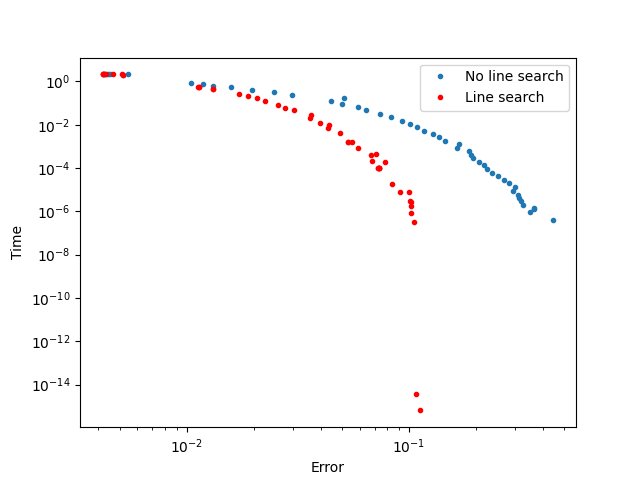 No line search
Line search
10⁰
10⁻²
10⁻⁴
10⁻⁶
10⁻⁸
10⁻¹⁰
10⁻¹²
10⁻¹⁴
Time
10⁻² 10⁻¹
Error